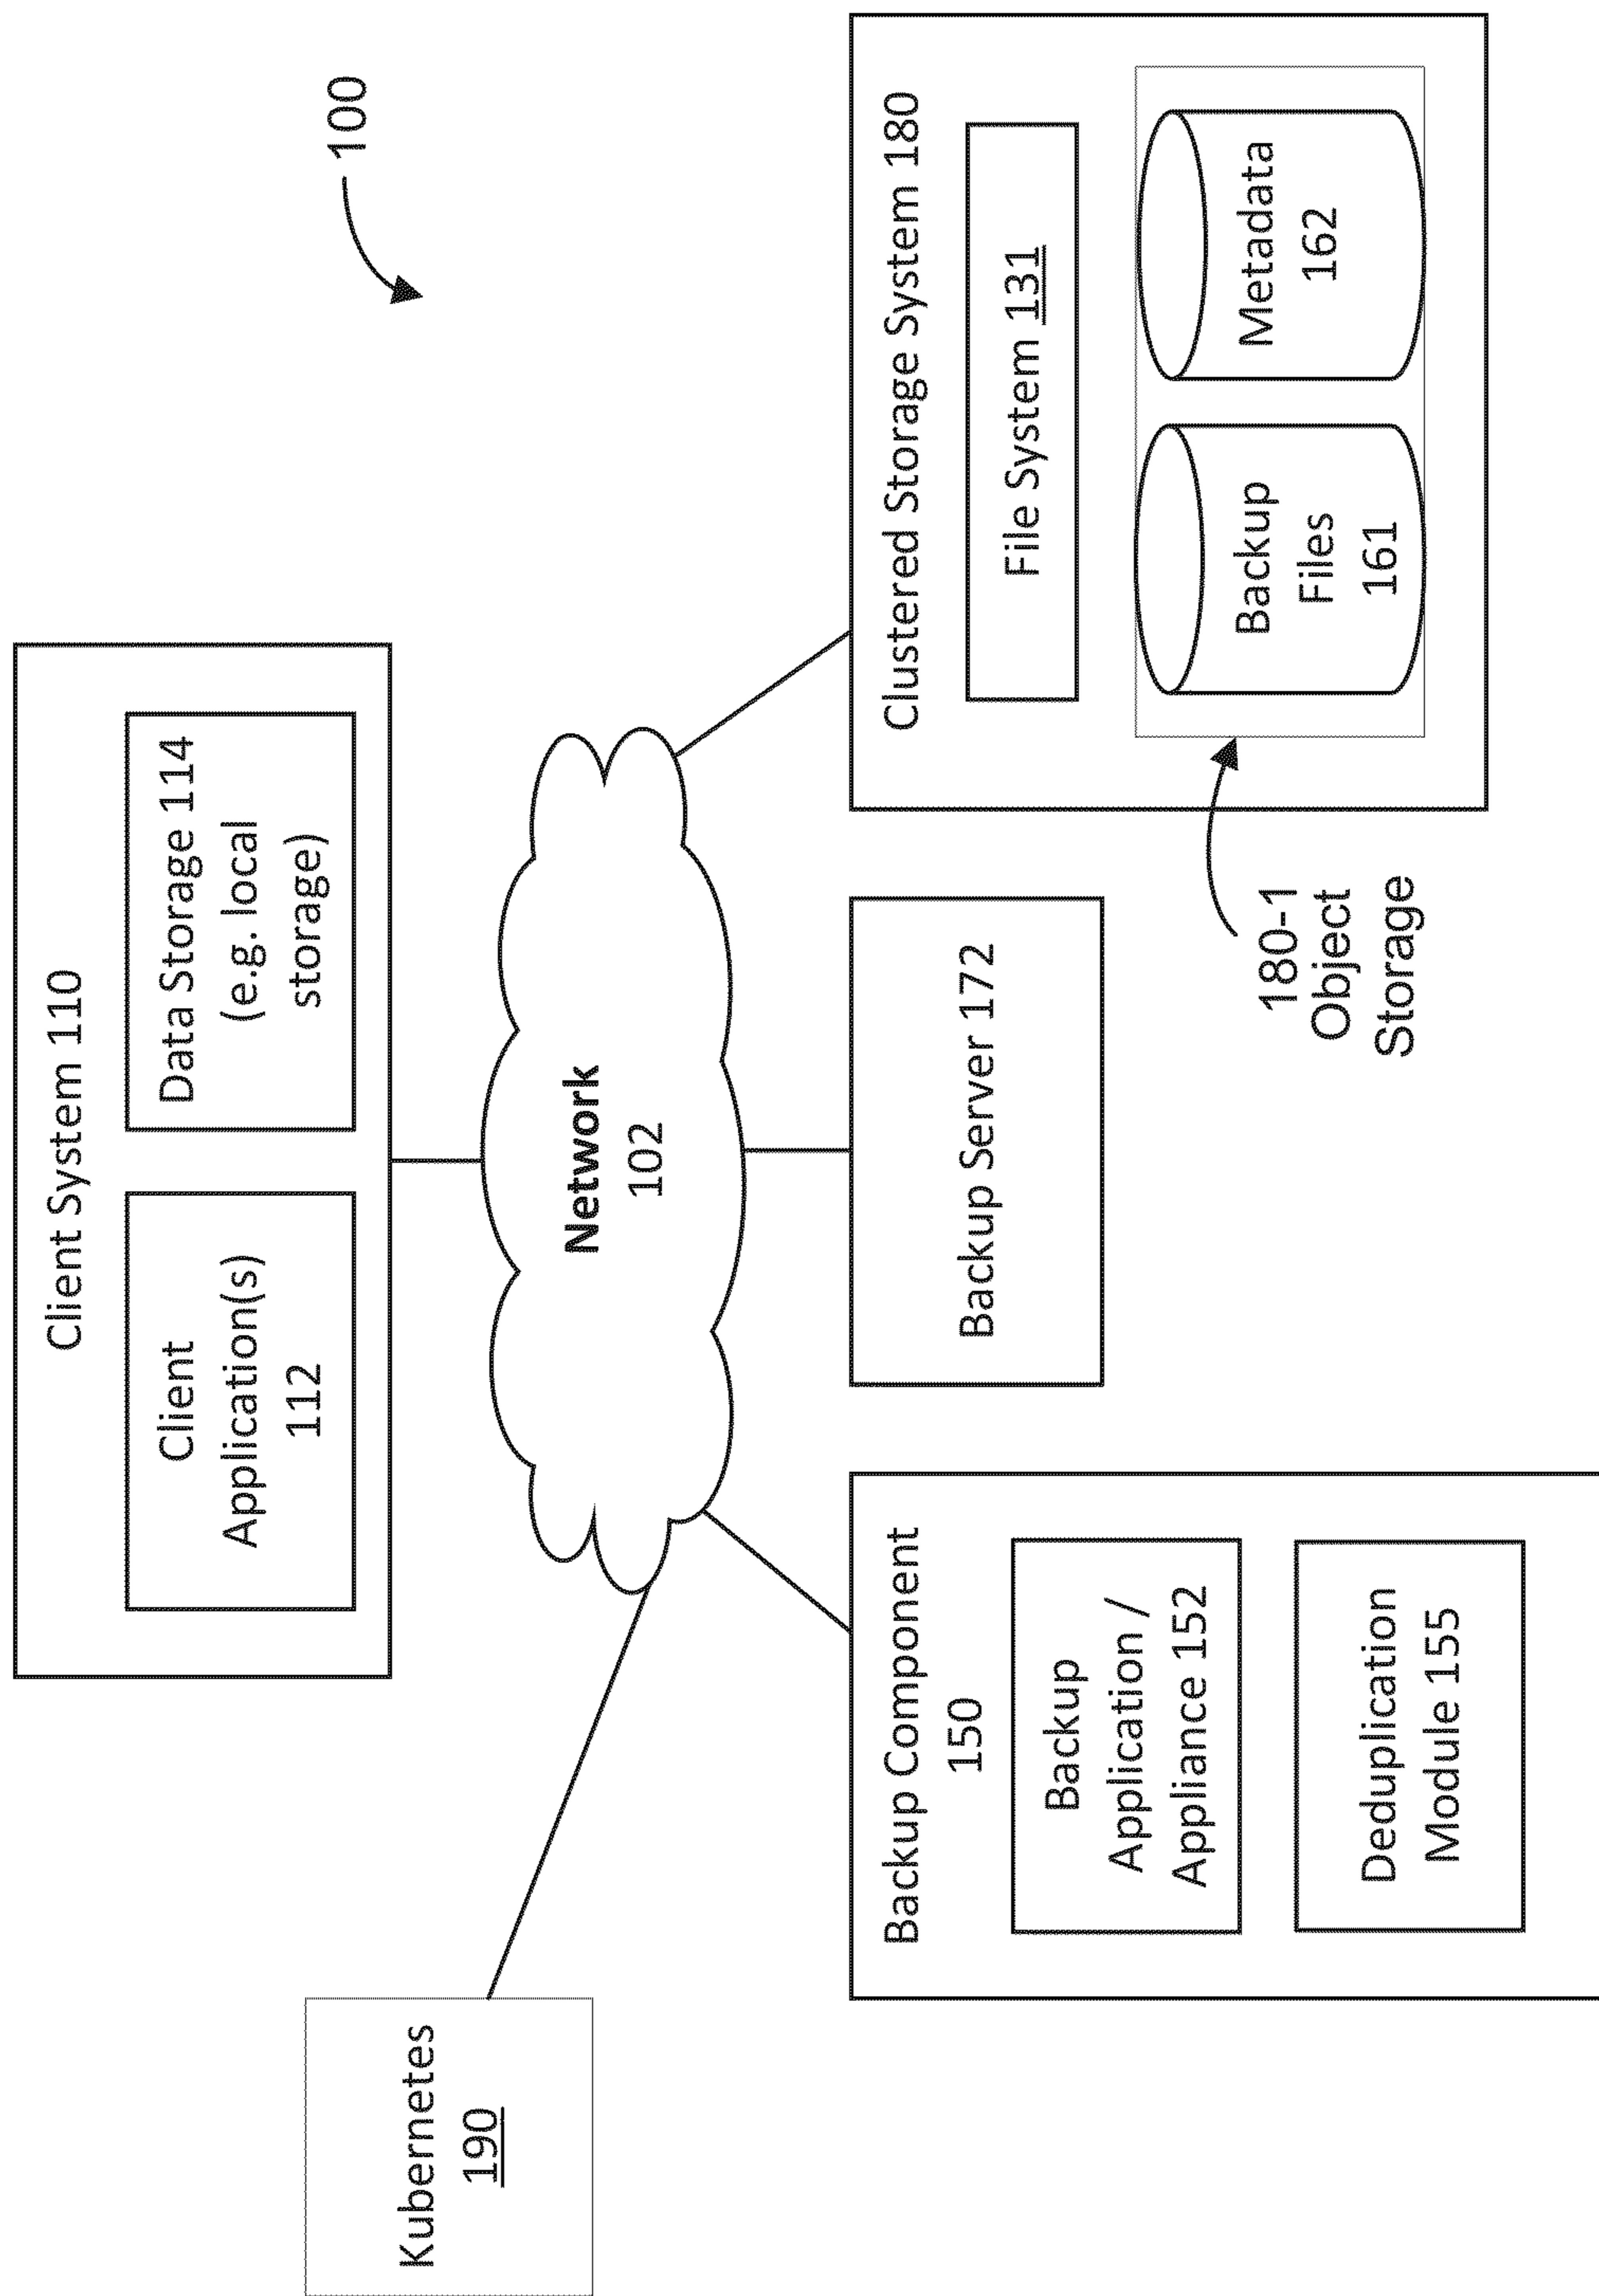 100
Client System 110
Client
Application(s)
112
Data Storage 114
(e.g. local
storage)
Kubernetes
190
Network
102
Backup Component
150
Backup
Application /
Appliance 152
Deduplication
Module 155
Backup Server 172
Clustered Storage System 180
File System 131
Backup
Files
161
Metadata
162
180-1
Object
Storage